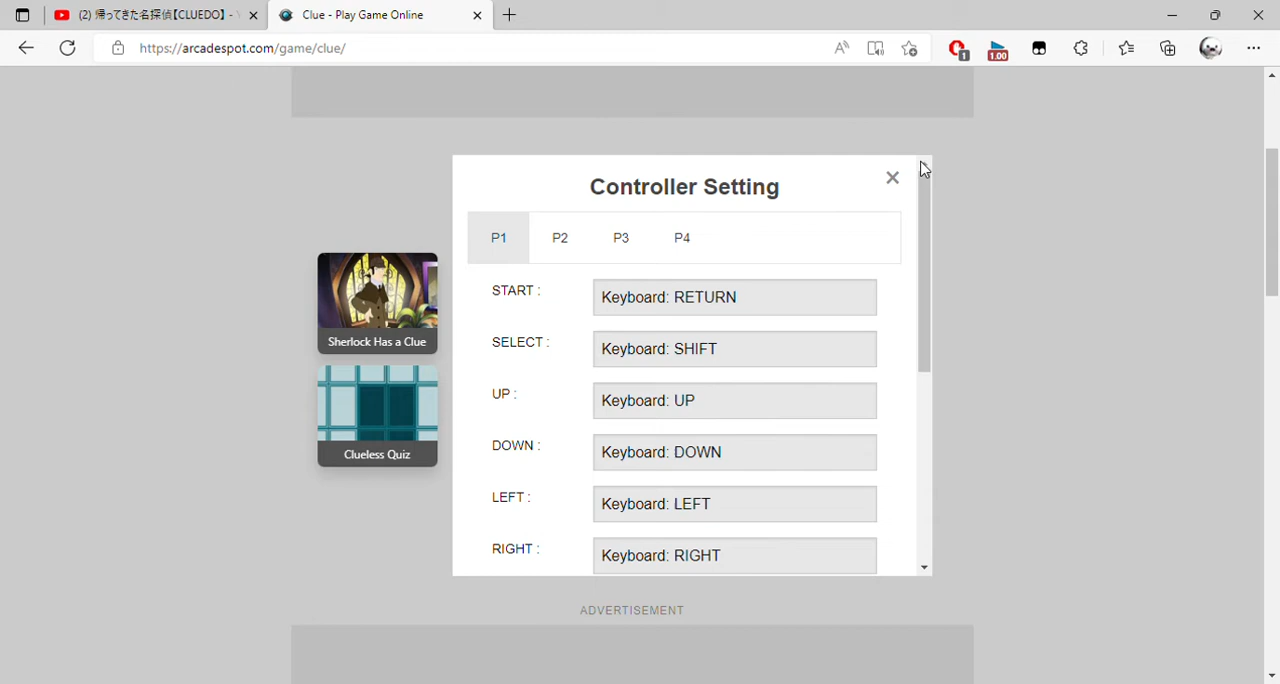 (2) 帰ってきた名探偵【CLUEDO】 -
Clue - Play Game Online
https://arcadespot.com/game/clue/
1
1.00
Controller Setting
P1 P2 P3 P4
START : Keyboard: RETURN
SELECT : Keyboard: SHIFT
UP : Keyboard: UP
DOWN : Keyboard: DOWN
LEFT : Keyboard: LEFT
RIGHT : Keyboard: RIGHT
Sherlock Has a Clue
Clueless Quiz
ADVERTISEMENT